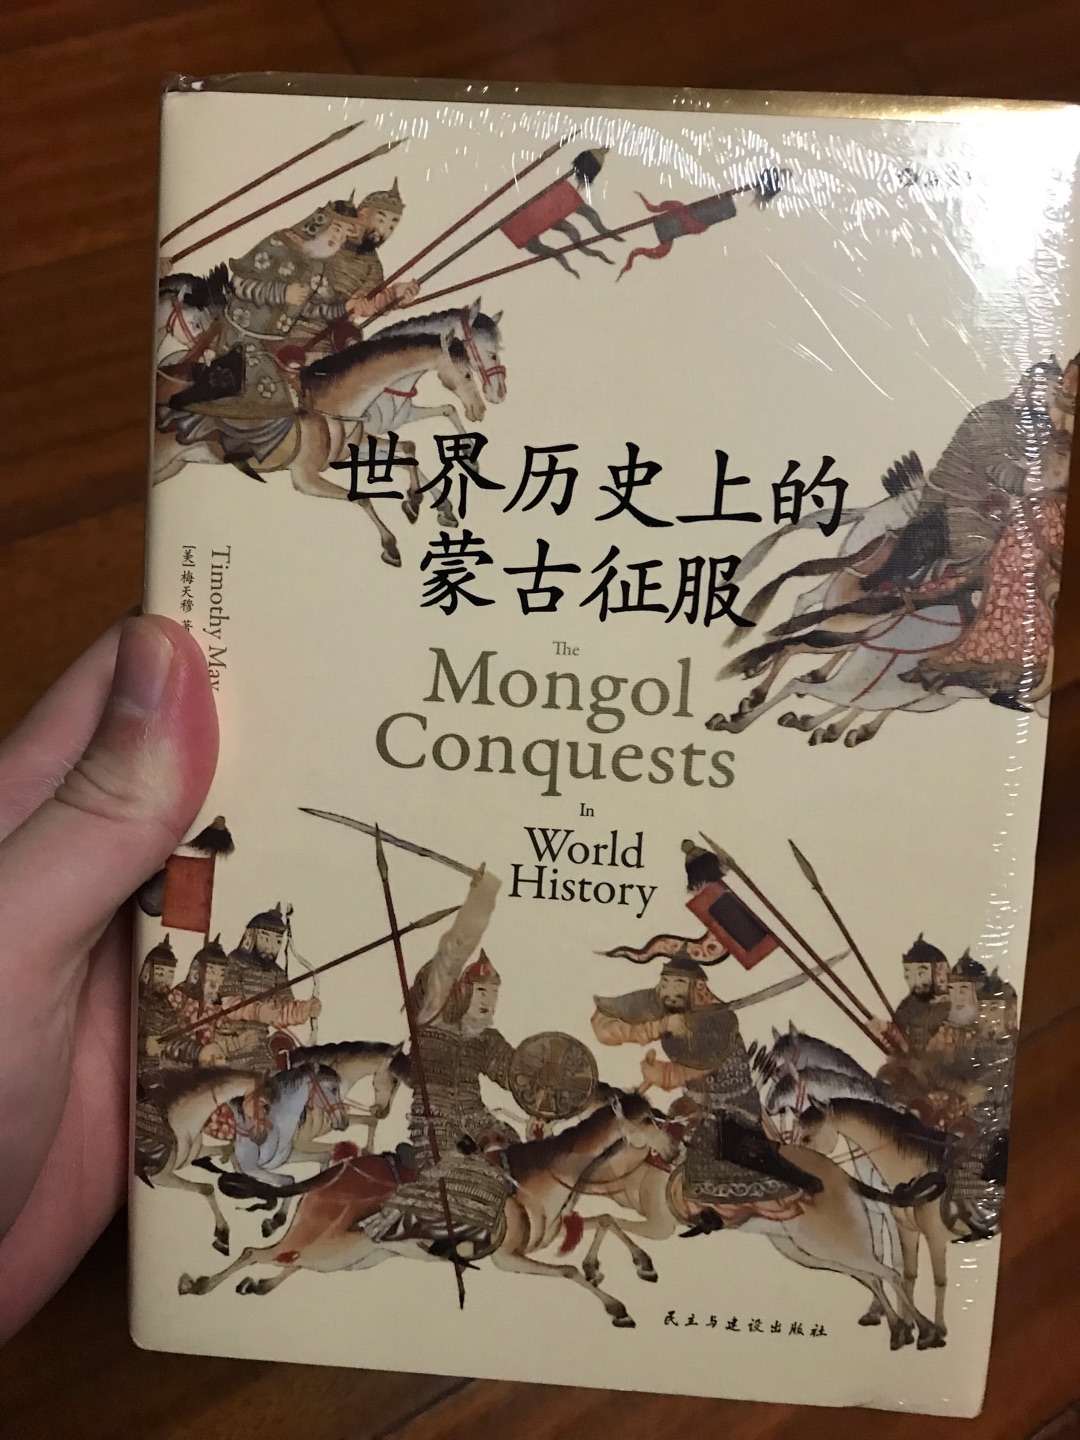 世界历史上的
蒙古征服
Timothy May
[美]梅天穆 著
The
Mongol
Conquests
In
World
History
民主与建设出版社